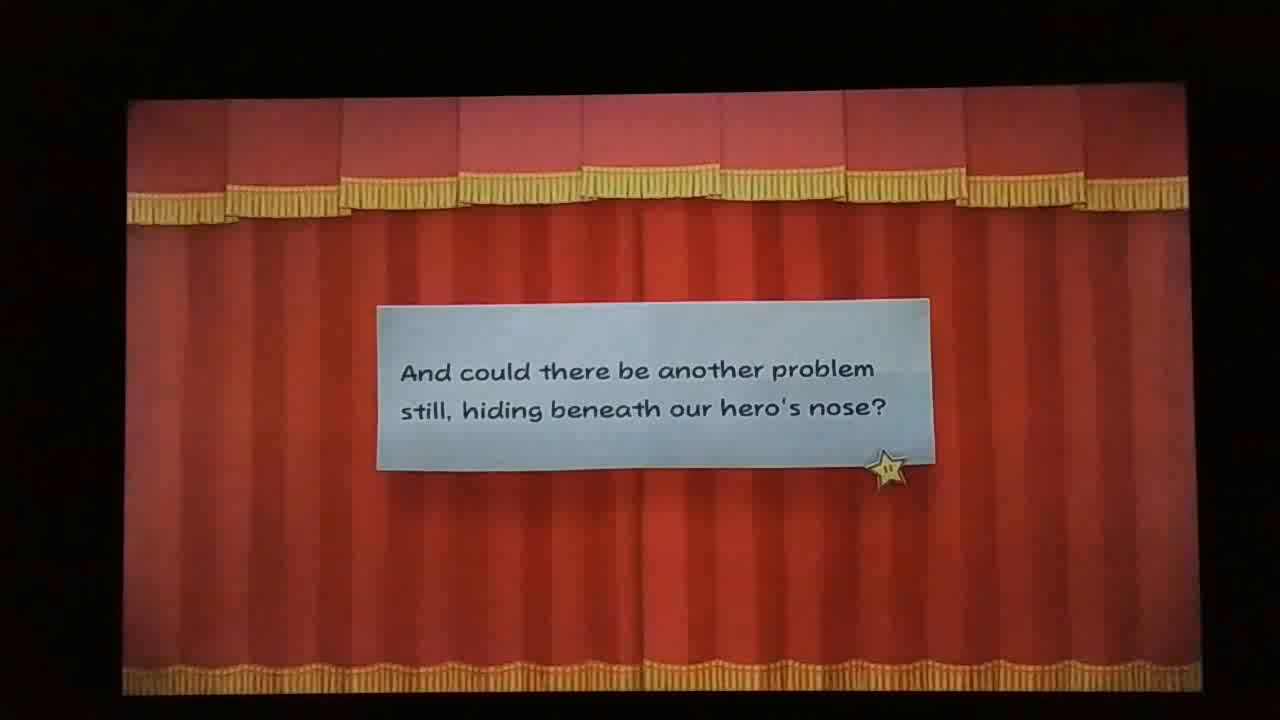 And could there be another problem
still, hiding beneath our hero's nose?